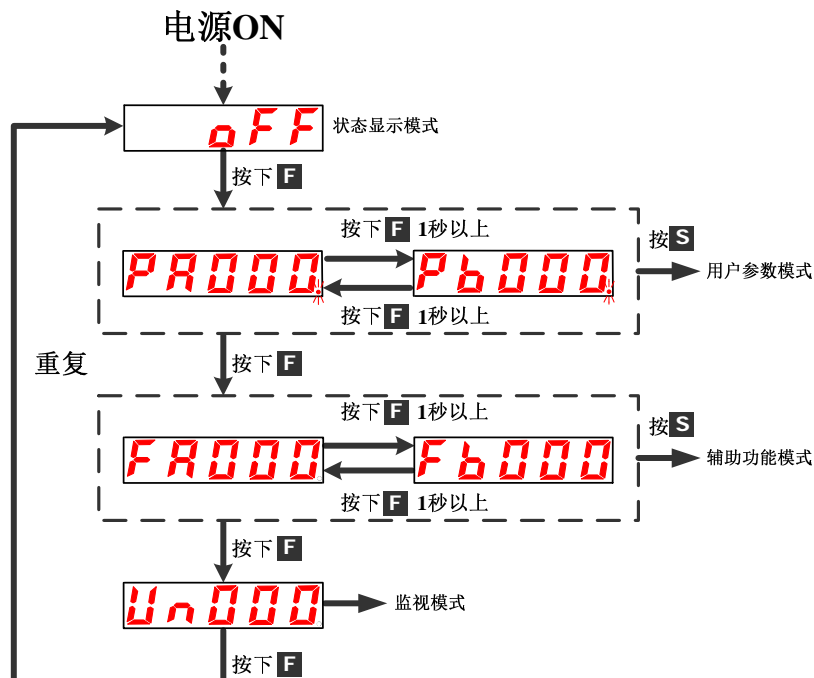 电源ON
oFF 状态显示模式
按下 F
按下 F 1秒以上
按 S
PA000. Pb000. 用户参数模式
按下 F 1秒以上
重复
按下 F
按下 F 1秒以上
按 S
FA000 Fb000 辅助功能模式
按下 F 1秒以上
按下 F
Un000 监视模式
按下 F